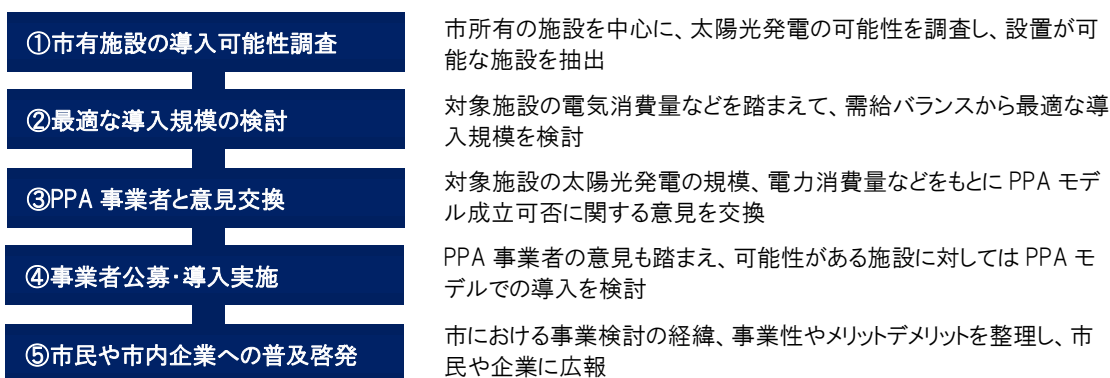 ①市有施設の導入可能性調査
市所有の施設を中心に、太陽光発電の可能性を調査し、設置が可
能な施設を抽出
②最適な導入規模の検討
対象施設の電気消費量などを踏まえて、需給バランスから最適な導
入規模を検討
③PPA 事業者と意見交換
対象施設の太陽光発電の規模、電力消費量などをもとに PPA モデ
ル成立可否に関する意見を交換
④事業者公募・導入実施
PPA 事業者の意見も踏まえ、可能性がある施設に対しては PPA モ
デルでの導入を検討
⑤市民や市内企業への普及啓発
市における事業検討の経緯、事業性やメリットデメリットを整理し、市
民や企業に広報